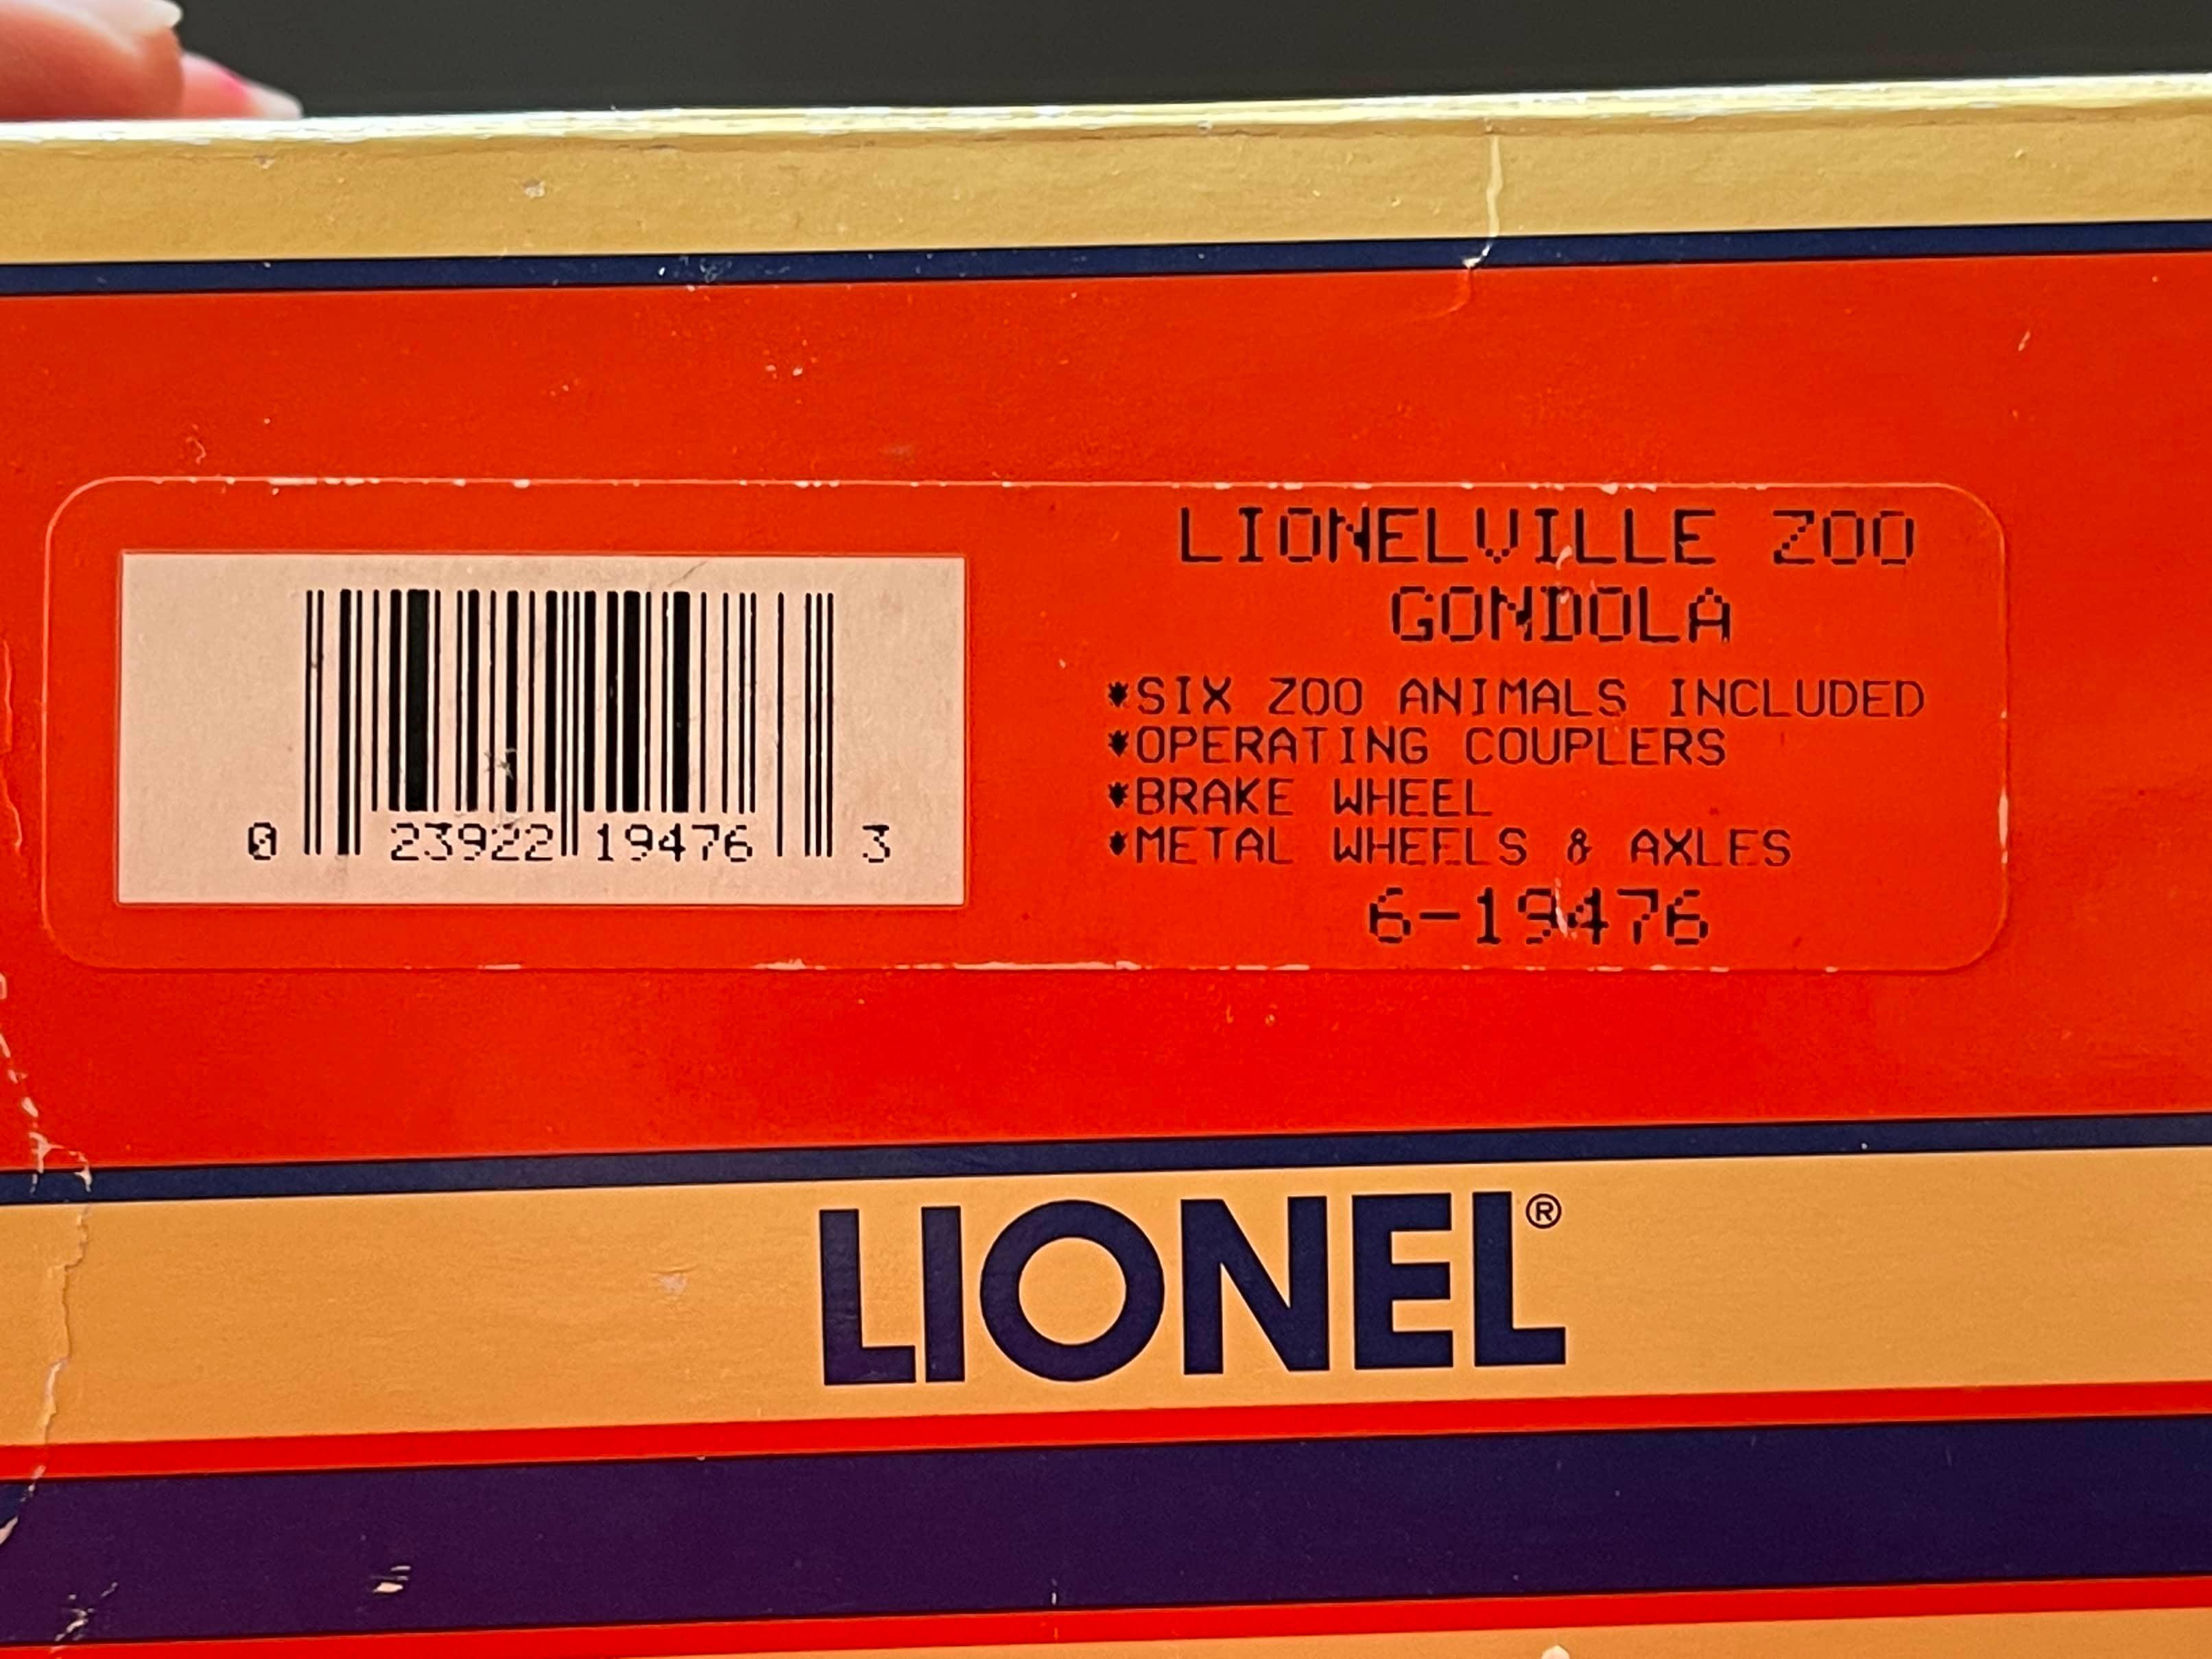 LIONELVILLE ZOO
GONDOLA
*SIX ZOO ANIMALS INCLUDED
*OPERATING COUPLERS
*BRAKE WHEEL
*METAL WHEELS & AXLES
6-19476
0 23922 19476 3
LIONEL®